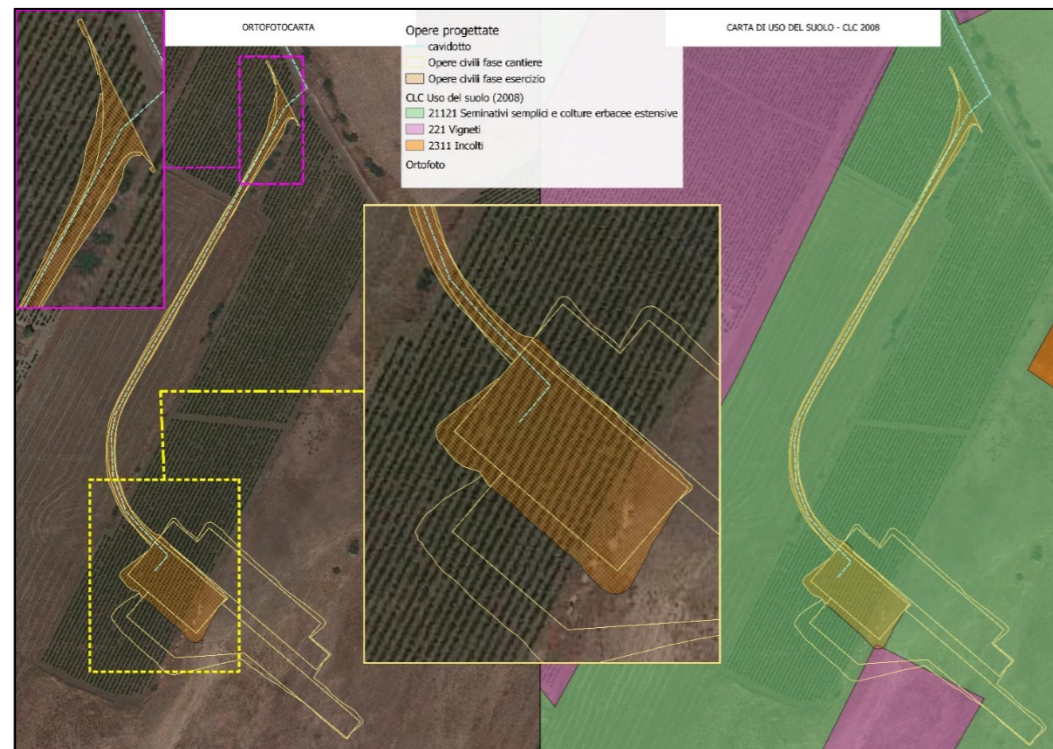 ORTOFOTOCARTA
Opere progettate
cavidotto
Opere civili fase cantiere
Opere civili fase esercizio
CLC Uso del suolo (2008)
21121 Seminativi semplici e colture erbacee estensive
221 Vigneti
2311 Incolti
Ortofoto
CARTA DI USO DEL SUOLO - CLC 2008